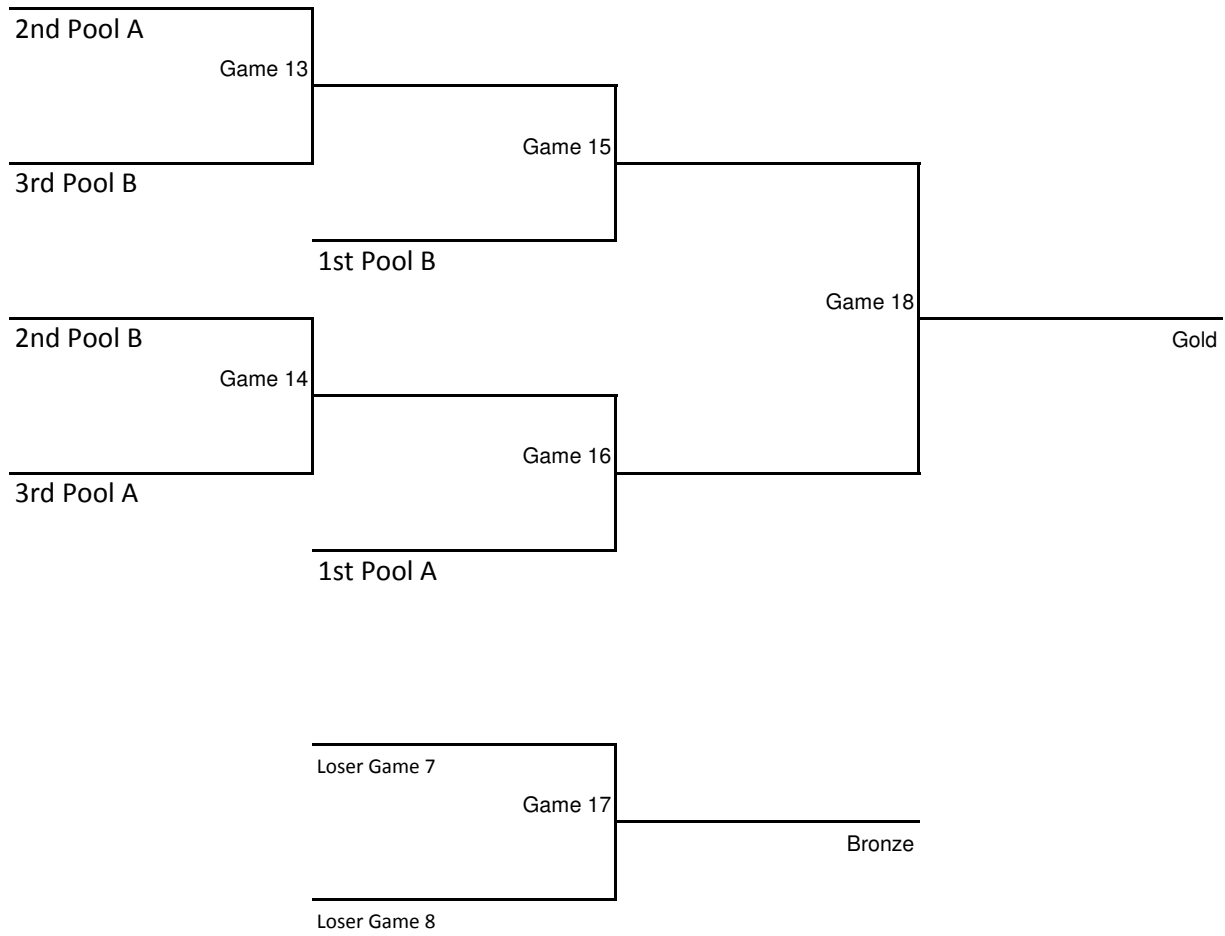 2nd Pool A
Game 13
Game 15
3rd Pool B
1st Pool B
Game 18
2nd Pool B
Gold
Game 14
Game 16
3rd Pool A
1st Pool A
Loser Game 7
Game 17
Bronze
Loser Game 8